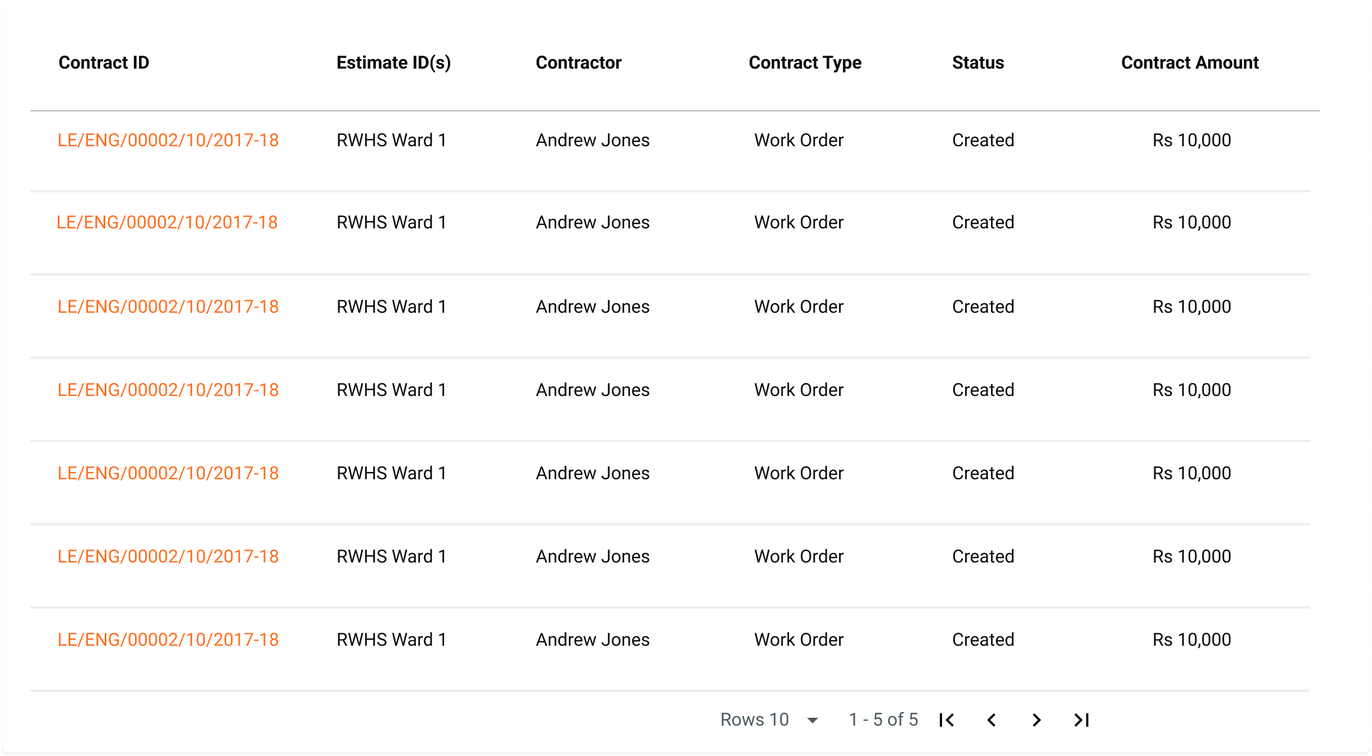 Contract ID Estimate ID(s) Contractor Contract Type Status Contract Amount
LE/ENG/00002/10/2017-18 RWHS Ward 1 Andrew Jones Work Order Created Rs 10,000
LE/ENG/00002/10/2017-18 RWHS Ward 1 Andrew Jones Work Order Created Rs 10,000
LE/ENG/00002/10/2017-18 RWHS Ward 1 Andrew Jones Work Order Created Rs 10,000
LE/ENG/00002/10/2017-18 RWHS Ward 1 Andrew Jones Work Order Created Rs 10,000
LE/ENG/00002/10/2017-18 RWHS Ward 1 Andrew Jones Work Order Created Rs 10,000
LE/ENG/00002/10/2017-18 RWHS Ward 1 Andrew Jones Work Order Created Rs 10,000
LE/ENG/00002/10/2017-18 RWHS Ward 1 Andrew Jones Work Order Created Rs 10,000
Rows 10 1 - 5 of 5